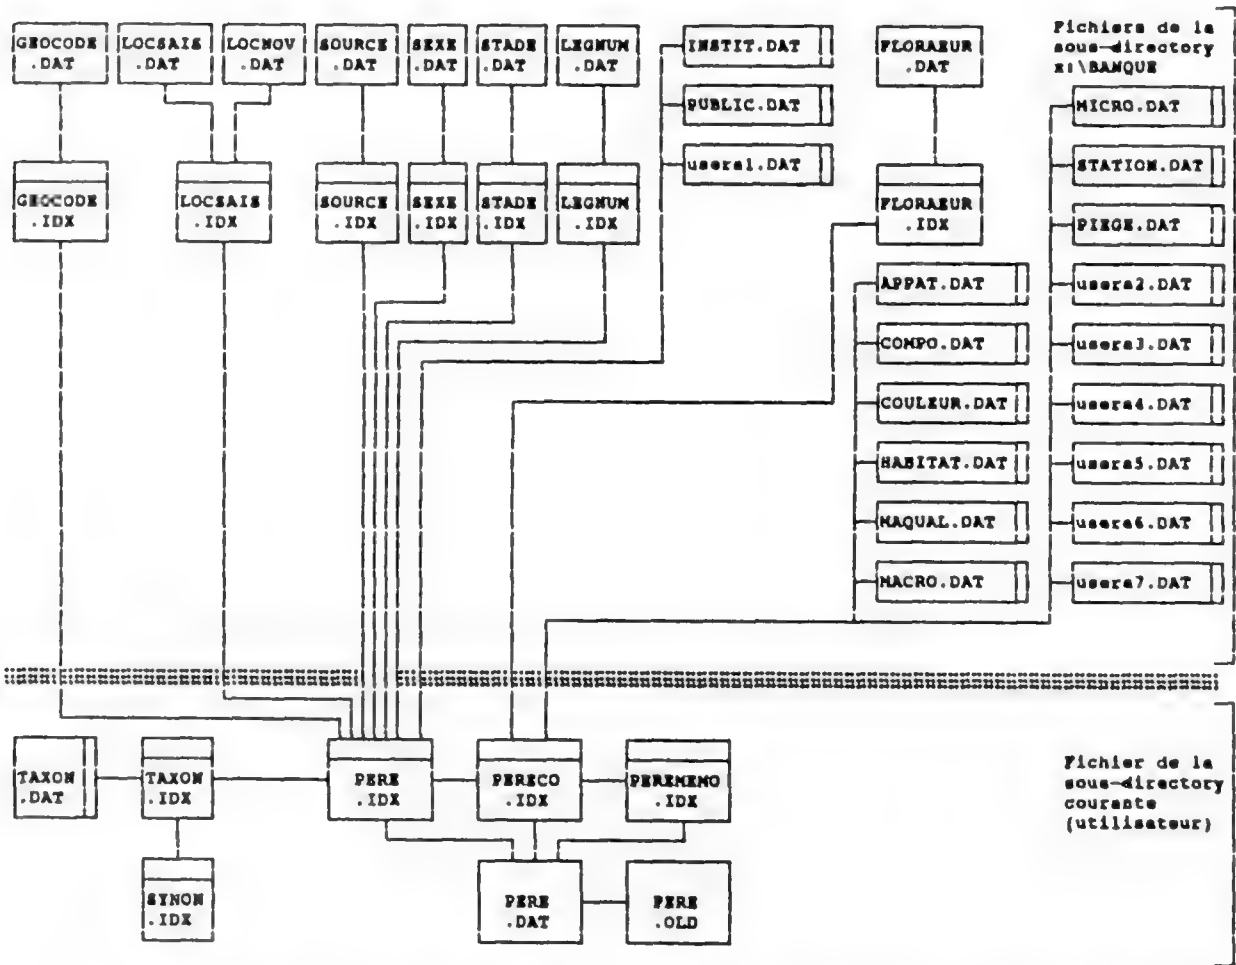 GEOCODE
.DAT
LOCSAIS
.DAT
LOCNOV
.DAT
SOURCE
.DAT
SEXE
.DAT
STADE
.DAT
LEGNUM
.DAT
INSTIT.DAT
PUBLIC.DAT
users1.DAT
FLORAEUR
.DAT
Fichiers de la
sous-directory
x:\BANQUE
GEOCODE
.IDX
LOCSAIS
.IDX
SOURCE
.IDX
SEXE
.IDX
STADE
.IDX
LEGNUM
.IDX
FLORAEUR
.IDX
APPAT.DAT
COMPO.DAT
COULEUR.DAT
HABITAT.DAT
MAQUAL.DAT
MACRO.DAT
MICRO.DAT
STATION.DAT
PIEGE.DAT
users2.DAT
users3.DAT
users4.DAT
users5.DAT
users6.DAT
users7.DAT
TAXON
.DAT
TAXON
.IDX
PERE
.IDX
PERECO
.IDX
PEREMEMO
.IDX
Fichier de la
sous-directory
courante
(utilisateur)
SYNON
.IDX
PERE
.DAT
PERE
.OLD